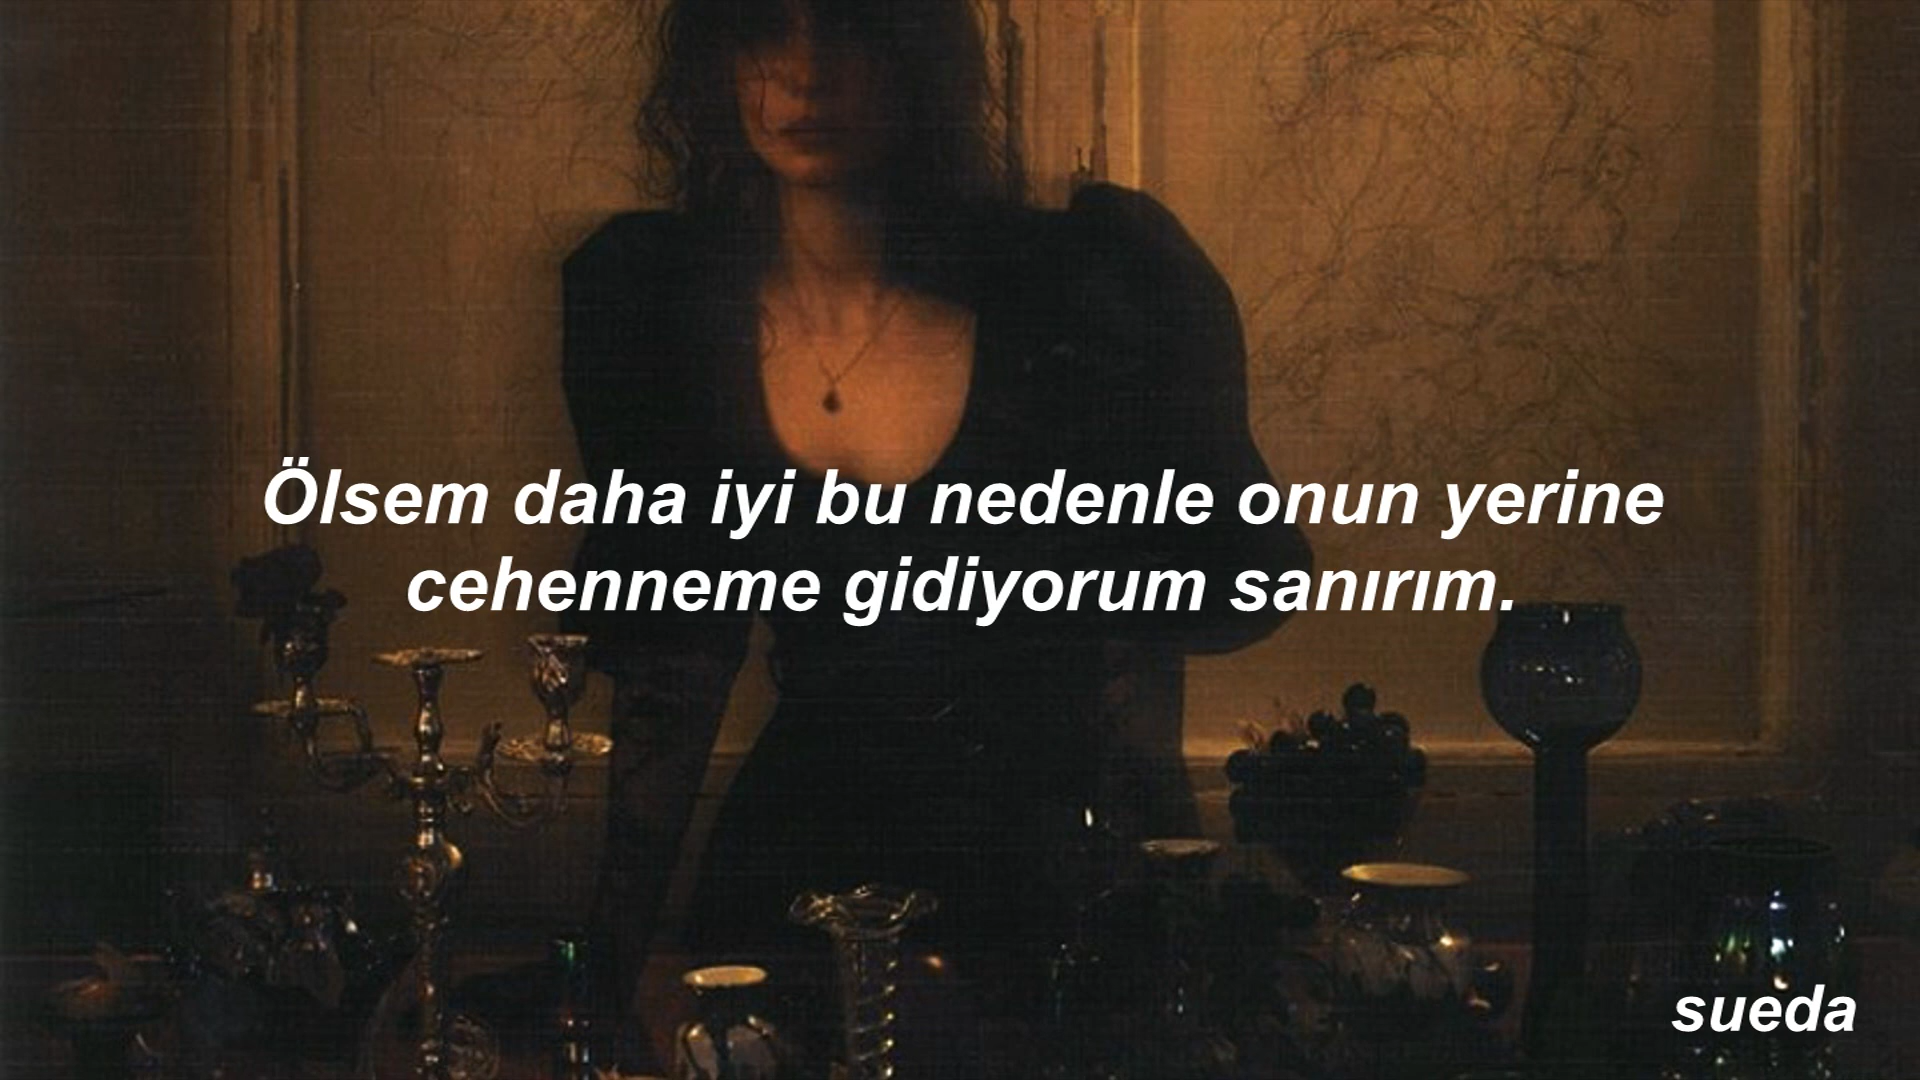 Ölsem daha iyi bu nedenle onun yerine
cehenneme gidiyorum sanırım.
sueda